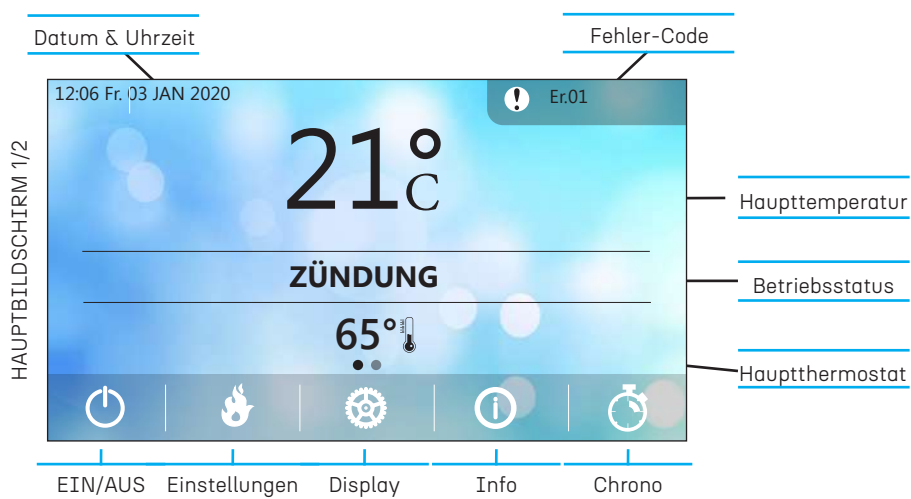 Datum & Uhrzeit
Fehler-Code
12:06 Fr. 03 JAN 2020
Er.01
21°C
HAUPTBILDSCHIRM 1/2
Haupttemperatur
ZÜNDUNG
Betriebsstatus
65°
Hauptthermostat
EIN/AUS
Einstellungen
Display
Info
Chrono